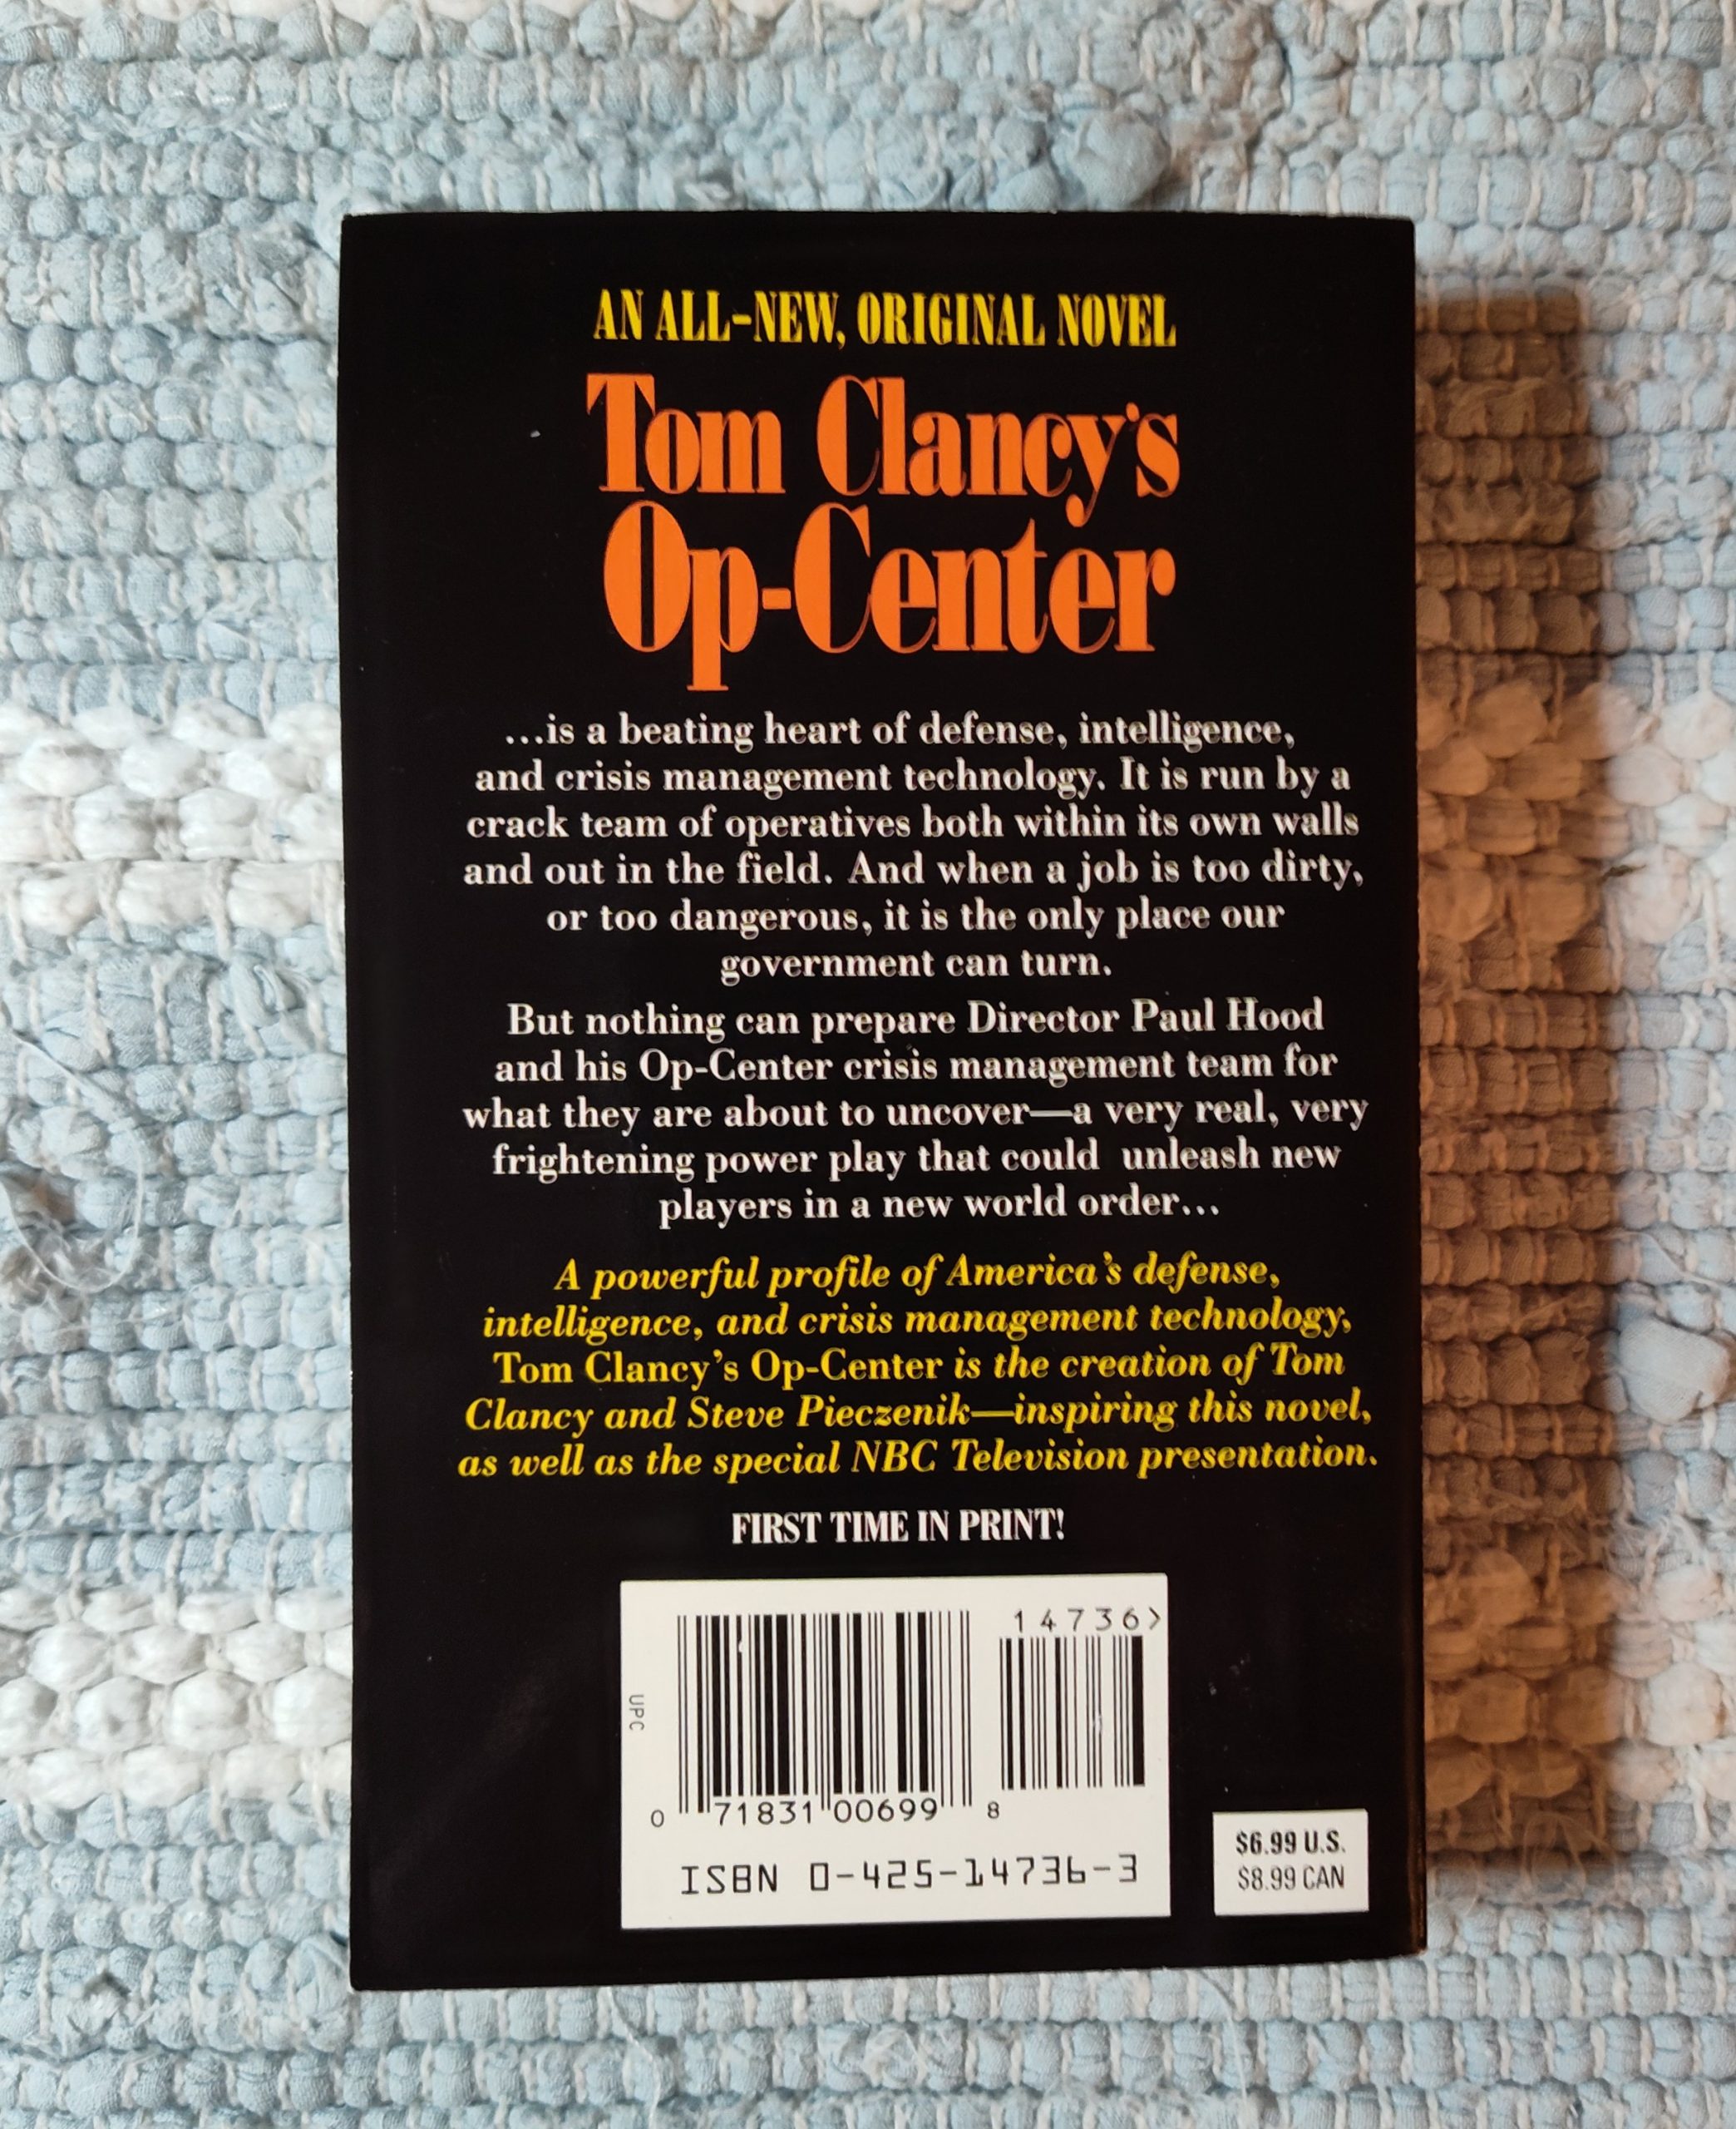 AN ALL-NEW, ORIGINAL NOVEL
Tom Clancy's
Op-Center
...is a beating heart of defense, intelligence,
and crisis management technology. It is run by a
crack team of operatives both within its own walls
and out in the field. And when a job is too dirty,
or too dangerous, it is the only place our
government can turn.
But nothing can prepare Director Paul Hood
and his Op-Center crisis management team for
what they are about to uncover—a very real, very
frightening power play that could unleash new
players in a new world order...
A powerful profile of America's defense,
intelligence, and crisis management technology,
Tom Clancy's Op-Center is the creation of Tom
Clancy and Steve Pieczenik—inspiring this novel,
as well as the special NBC Television presentation.
FIRST TIME IN PRINT!
14736>
UPC
0 71831 00699 8
ISBN 0-425-14736-3
$6.99 U.S.
$8.99 CAN